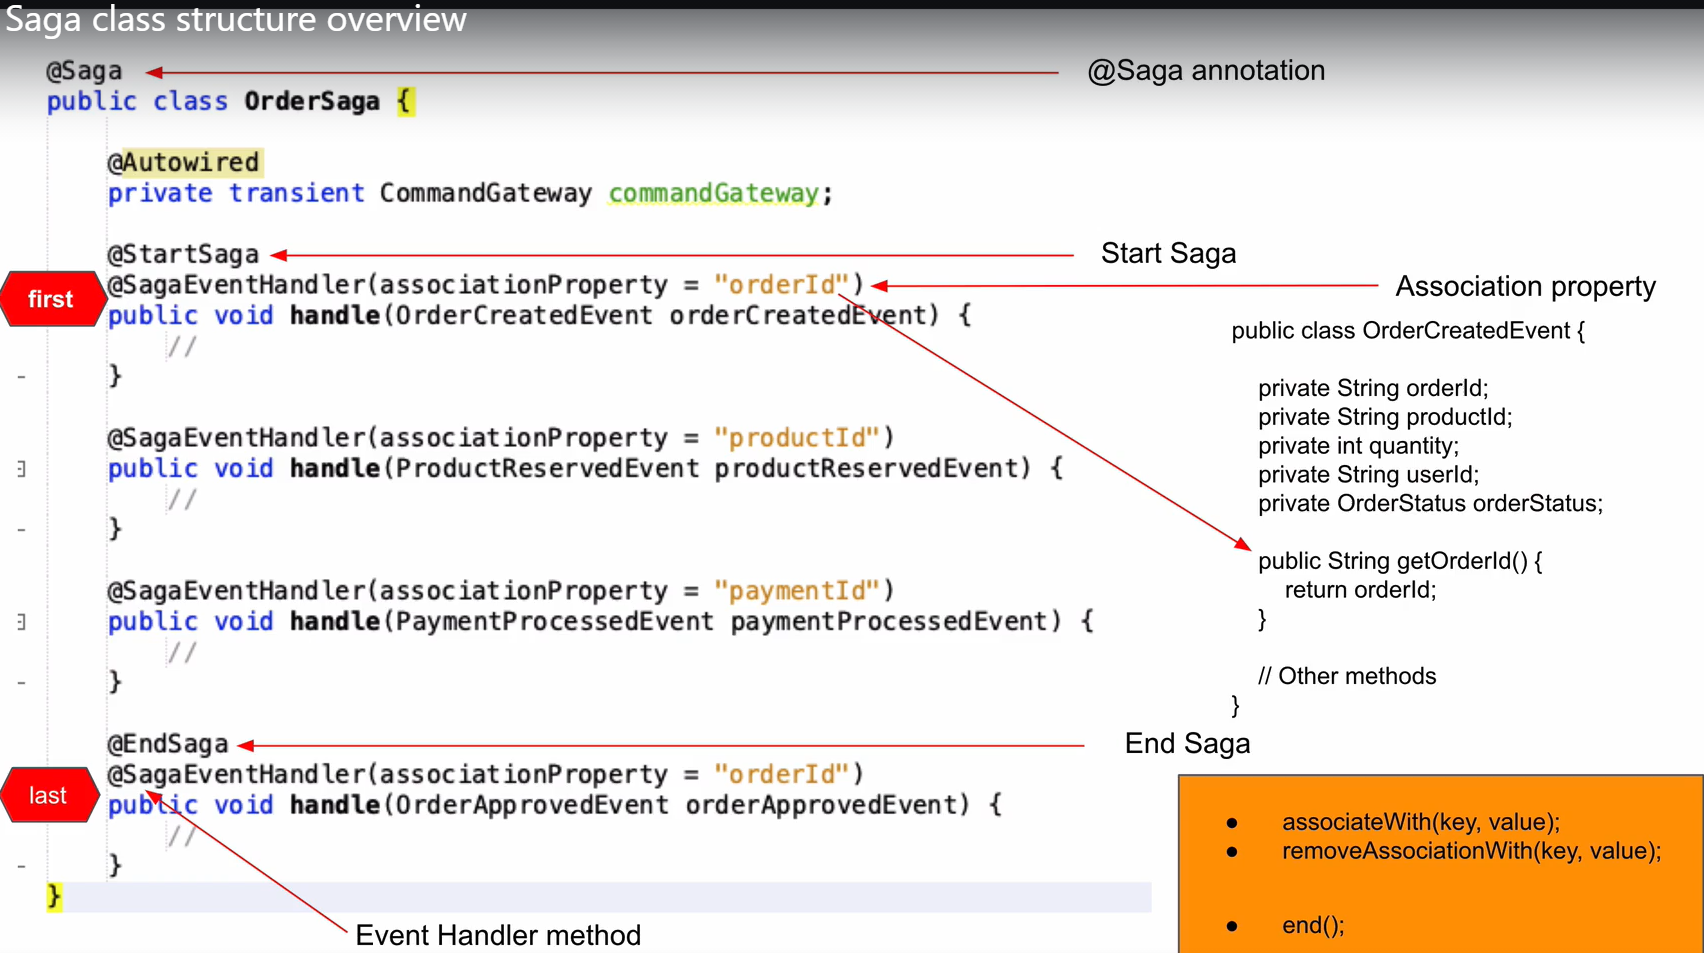 Saga class structure overview
@Saga
@Saga annotation
public class OrderSaga {
@Autowired
private transient CommandGateway commandGateway;
@StartSaga
Start Saga
first
@SagaEventHandler(associationProperty = "orderId")
Association property
public void handle(OrderCreatedEvent orderCreatedEvent) {
//
}
@SagaEventHandler(associationProperty = "productId")
public void handle(ProductReservedEvent productReservedEvent) {
//
}
@SagaEventHandler(associationProperty = "paymentId")
public void handle(PaymentProcessedEvent paymentProcessedEvent) {
//
}
@EndSaga
End Saga
last
@SagaEventHandler(associationProperty = "orderId")
public void handle(OrderApprovedEvent orderApprovedEvent) {
//
}
}
Event Handler method
public class OrderCreatedEvent {
private String orderId;
private String productId;
private int quantity;
private String userId;
private OrderStatus orderStatus;
public String getOrderId() {
return orderId;
}
// Other methods
}
● associateWith(key, value);
● removeAssociationWith(key, value);
● end();